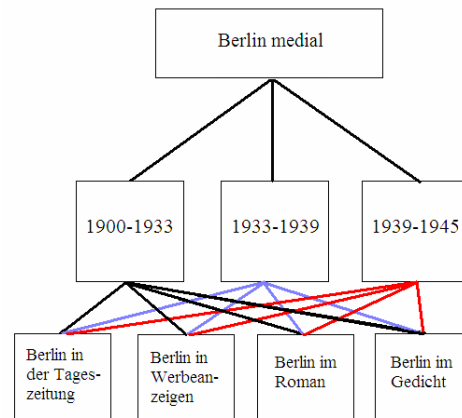 Berlin medial
1900-1933
1933-1939
1939-1945
Berlin in
der Tages-
zeitung
Berlin in
Werbean-
zeigen
Berlin im
Roman
Berlin im
Gedicht